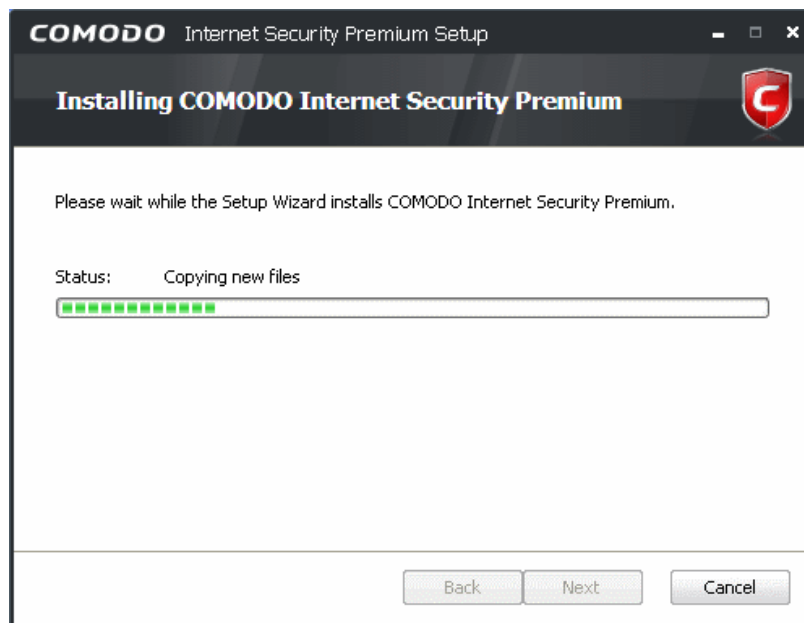 COMODO Internet Security Premium Setup
Installing COMODO Internet Security Premium
C
Please wait while the Setup Wizard installs COMODO Internet Security Premium.
Status: Copying new files
Back Next Cancel